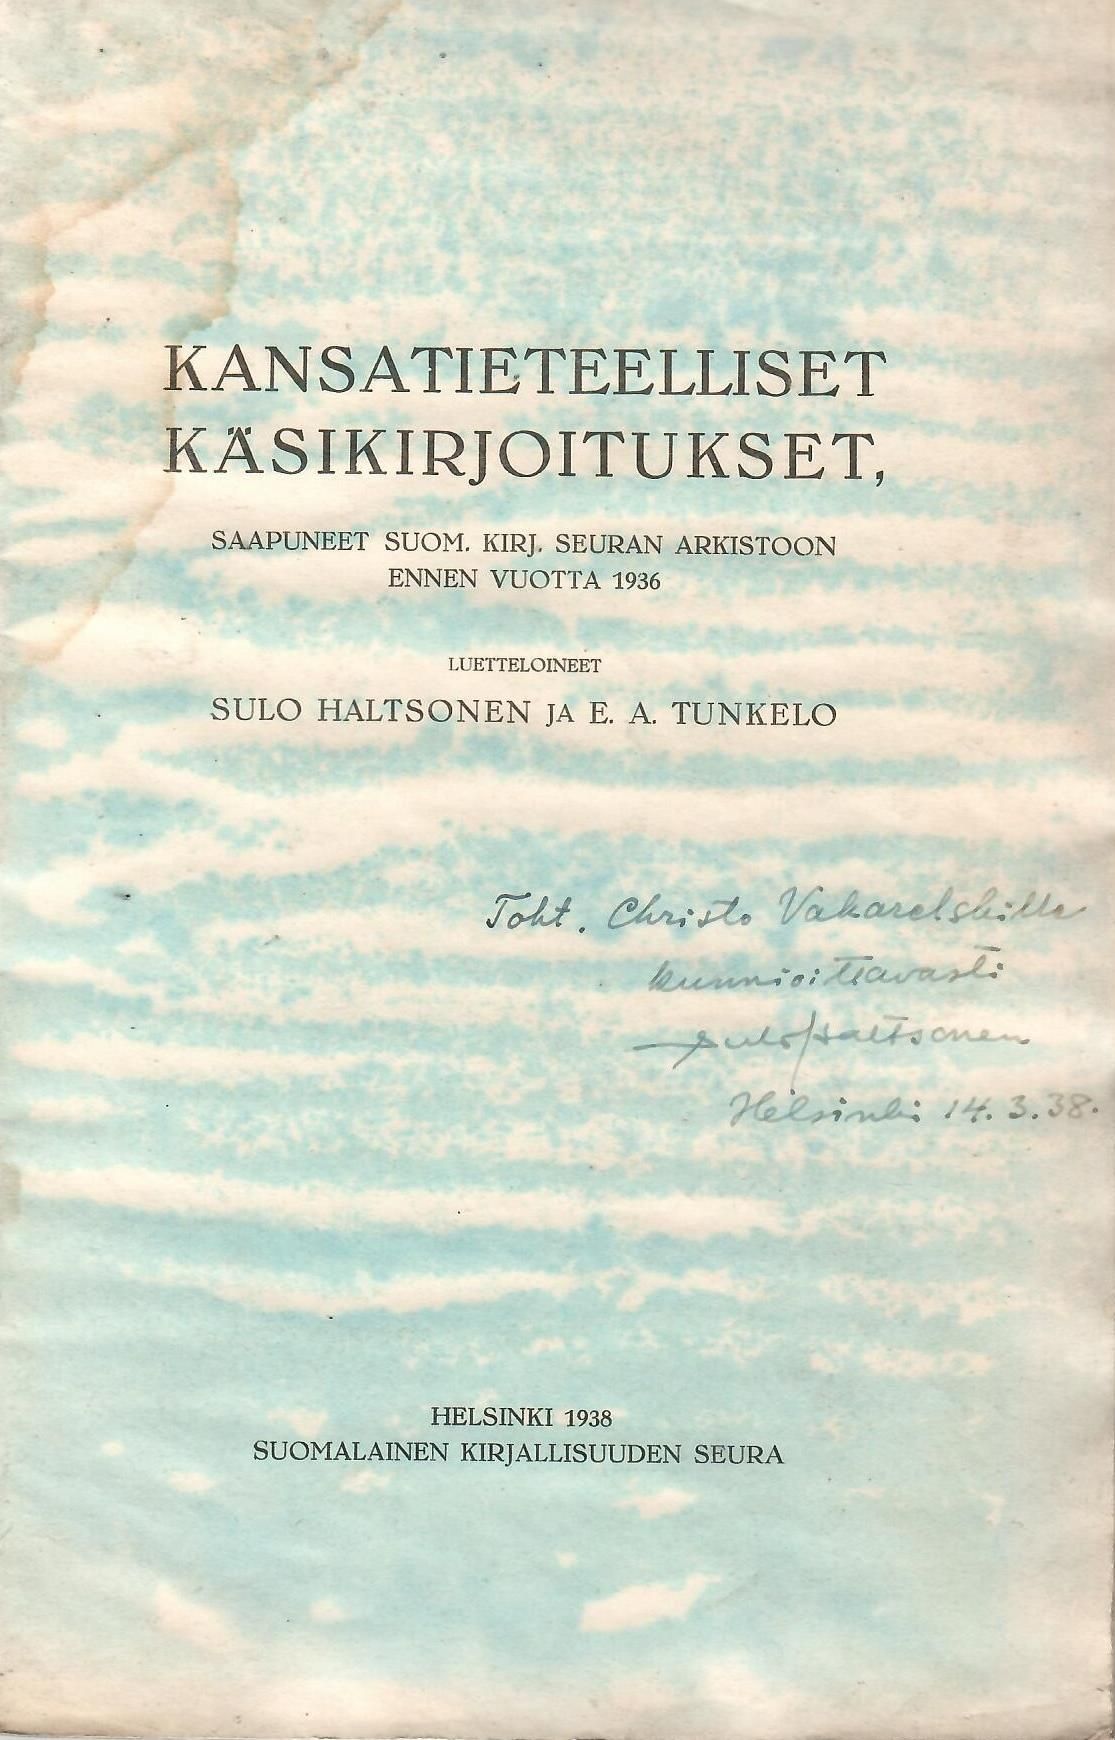 KANSATIETEELLISET
KÄSIKIRJOITUKSET,
SAAPUNEET SUOM. KIRJ. SEURAN ARKISTOON
ENNEN VUOTTA 1936
LUETTELOINEET
SULO HALTSONEN JA E. A. TUNKELO
Toht. Christo Vakarelskille
kunnioittavasti
Sulo Haltsonen
Helsinki 14.3.38.
HELSINKI 1938
SUOMALAINEN KIRJALLISUUDEN SEURA